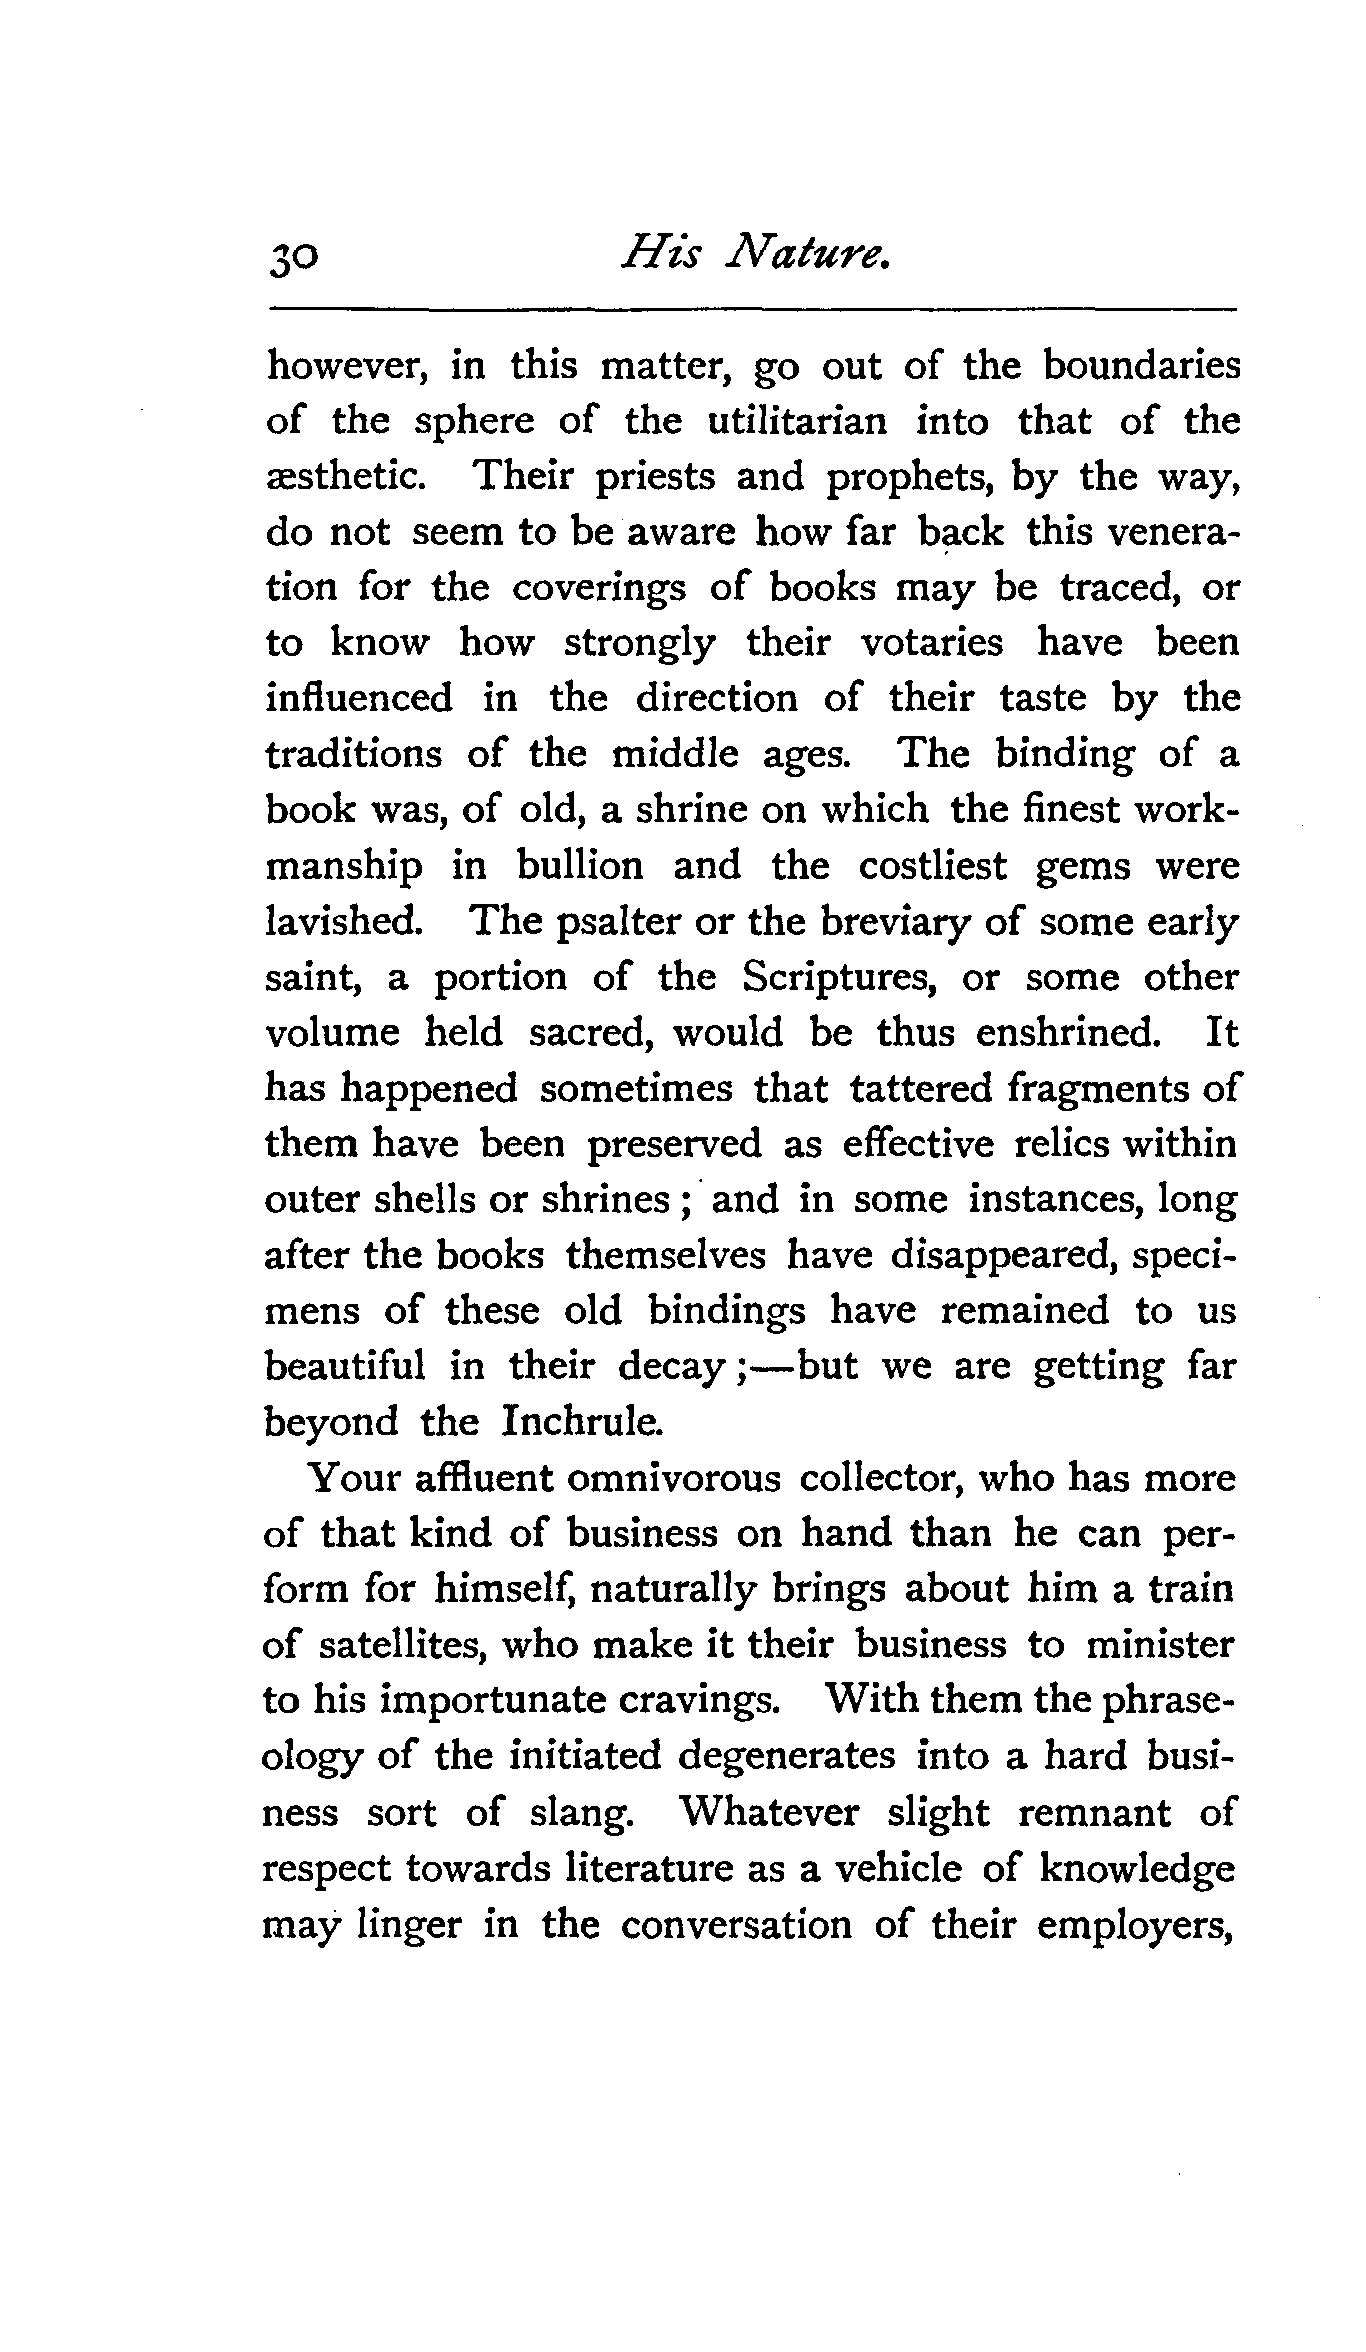 30 His Nature.
however, in this matter, go out of the boundaries
of the sphere of the utilitarian into that of the
æsthetic. Their priests and prophets, by the way,
do not seem to be aware how far back this venera-
tion for the coverings of books may be traced, or
to know how strongly their votaries have been
influenced in the direction of their taste by the
traditions of the middle ages. The binding of a
book was, of old, a shrine on which the finest work-
manship in bullion and the costliest gems were
lavished. The psalter or the breviary of some early
saint, a portion of the Scriptures, or some other
volume held sacred, would be thus enshrined. It
has happened sometimes that tattered fragments of
them have been preserved as effective relics within
outer shells or shrines ; and in some instances, long
after the books themselves have disappeared, speci-
mens of these old bindings have remained to us
beautiful in their decay ;—but we are getting far
beyond the Inchrule.
Your affluent omnivorous collector, who has more
of that kind of business on hand than he can per-
form for himself, naturally brings about him a train
of satellites, who make it their business to minister
to his importunate cravings. With them the phrase-
ology of the initiated degenerates into a hard busi-
ness sort of slang. Whatever slight remnant of
respect towards literature as a vehicle of knowledge
may linger in the conversation of their employers,